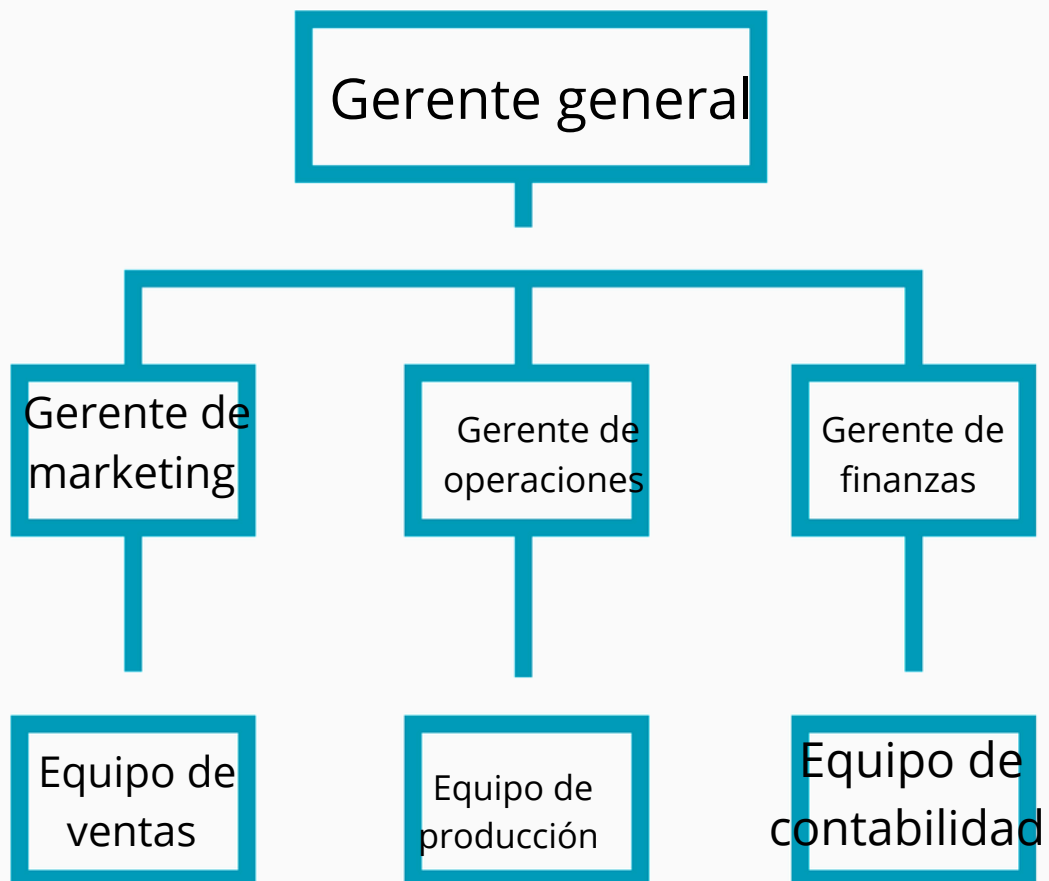 Gerente general
Gerente de
marketing
Gerente de
operaciones
Gerente de
finanzas
Equipo de
ventas
Equipo de
producción
Equipo de
contabilidad